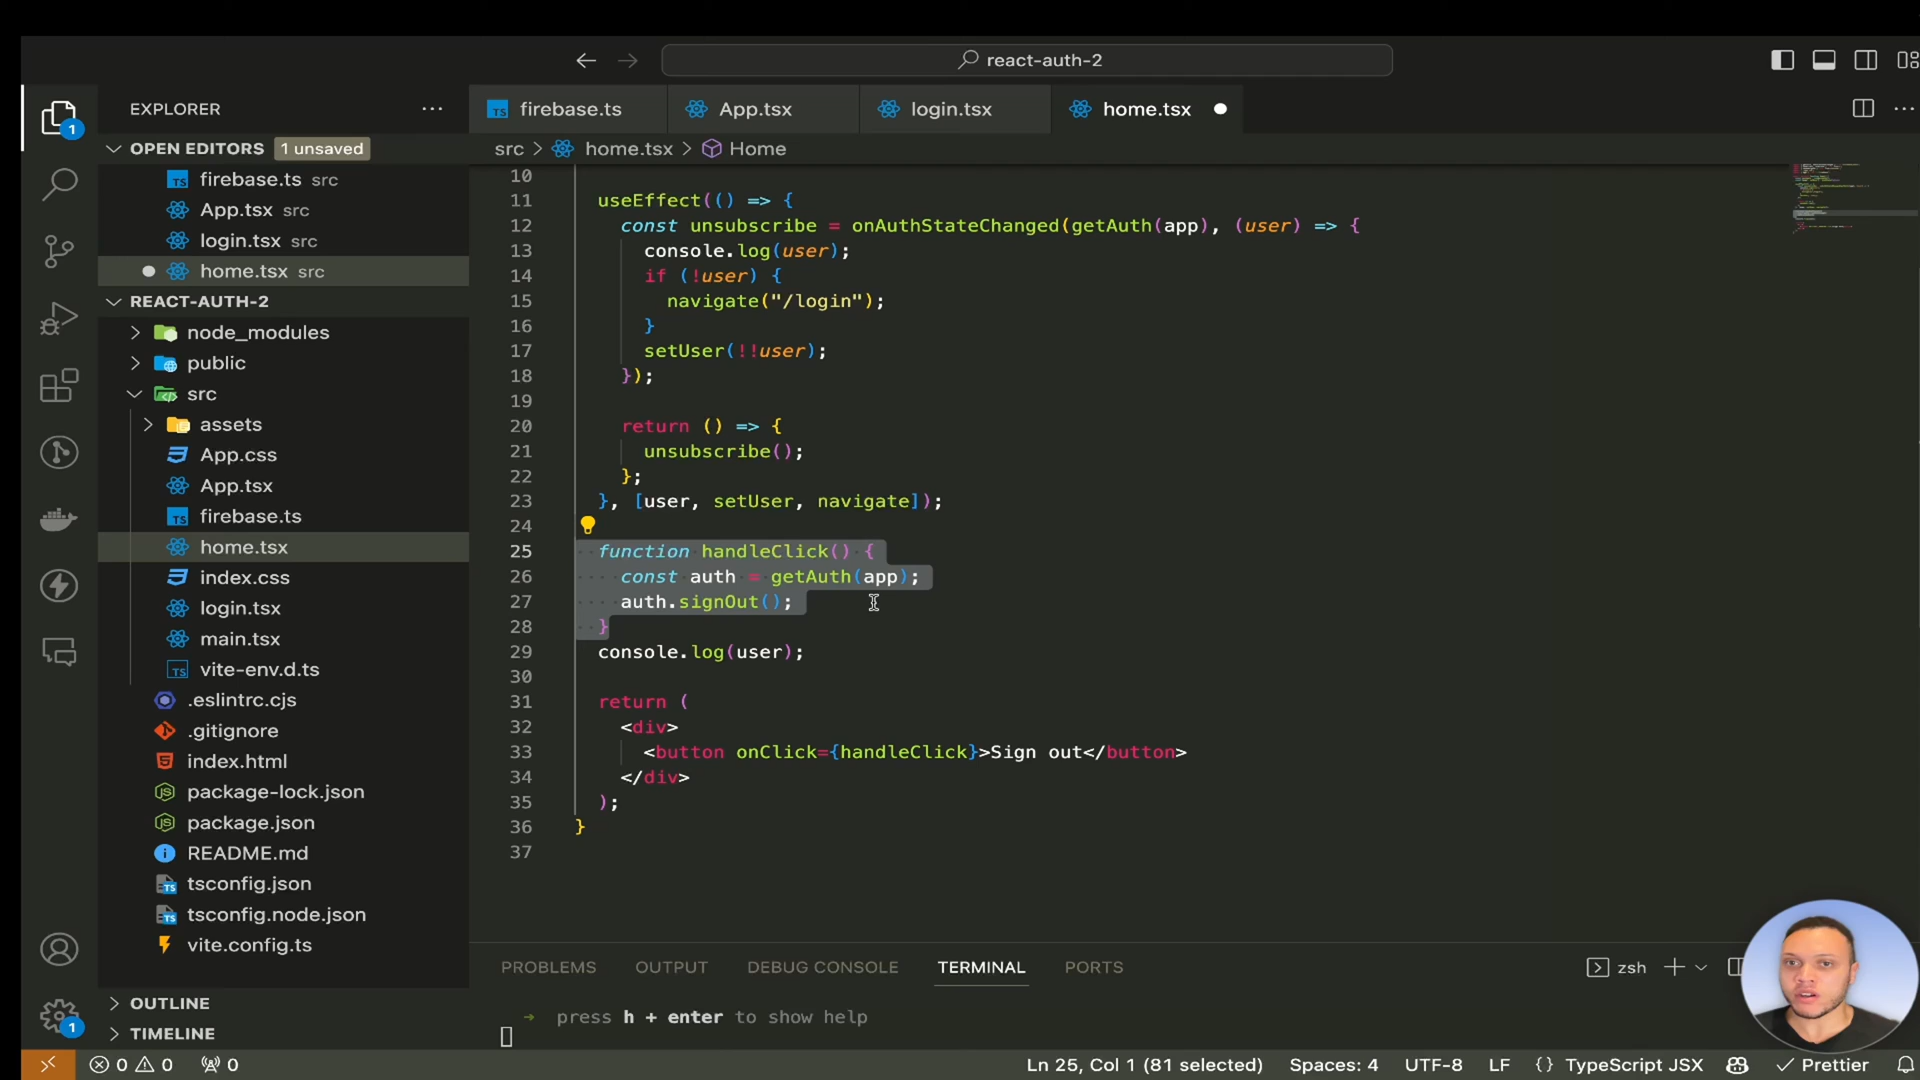 react-auth-2
EXPLORER
firebase.ts
App.tsx
login.tsx
home.tsx
OPEN EDITORS 1 unsaved
src > home.tsx > Home
firebase.ts src
App.tsx src
login.tsx src
home.tsx src
REACT-AUTH-2
node_modules
public
src
assets
App.css
App.tsx
firebase.ts
home.tsx
index.css
login.tsx
main.tsx
vite-env.d.ts
.eslintrc.cjs
.gitignore
index.html
package-lock.json
package.json
README.md
tsconfig.json
tsconfig.node.json
vite.config.ts
OUTLINE
TIMELINE
10
11 useEffect(() => {
12 const unsubscribe = onAuthStateChanged(getAuth(app), (user) => {
13 console.log(user);
14 if (!user) {
15 navigate("/login");
16 }
17 setUser(!!user);
18 });
19
20 return () => {
21 unsubscribe();
22 };
23 }, [user, setUser, navigate]);
24
25 function handleClick() {
26 const auth = getAuth(app);
27 auth.signOut();
28 }
29 console.log(user);
30
31 return (
32 <div>
33 <button onClick={handleClick}>Sign out</button>
34 </div>
35 );
36 }
37
PROBLEMS
OUTPUT
DEBUG CONSOLE
TERMINAL
PORTS
zsh
→ press h + enter to show help
1
1
0 0 0
Ln 25, Col 1 (81 selected)
Spaces: 4
UTF-8
LF
{} TypeScript JSX
Prettier